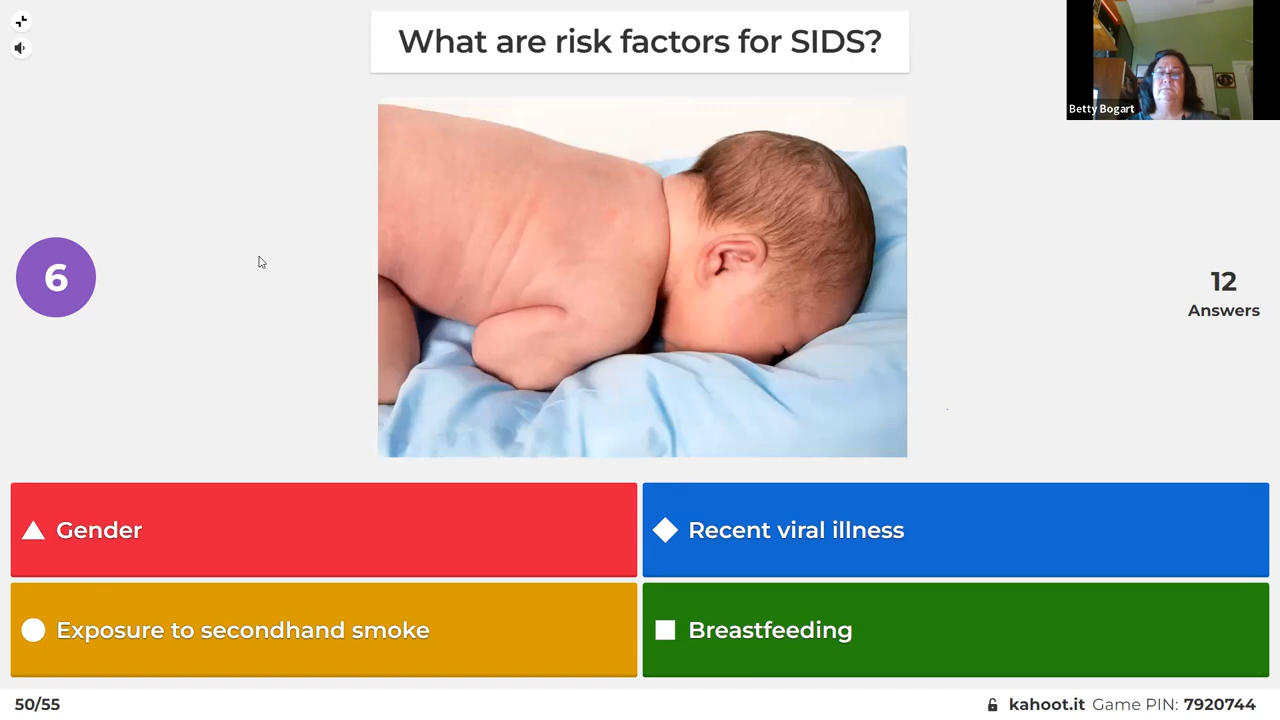 What are risk factors for SIDS?
Betty Bogart
6
12
Answers
Gender
Recent viral illness
Exposure to secondhand smoke
Breastfeeding
50/55
kahoot.it Game PIN: 7920744